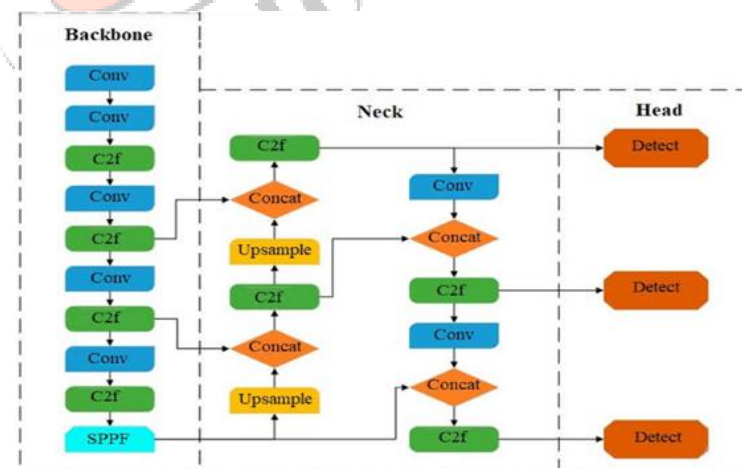 Backbone
Conv
Conv
C2f
Conv
C2f
Conv
C2f
Conv
C2f
SPPF
Neck
C2f
Concat
Upsample
C2f
Concat
Upsample
Conv
Concat
C2f
Conv
Concat
C2f
Head
Detect
Detect
Detect